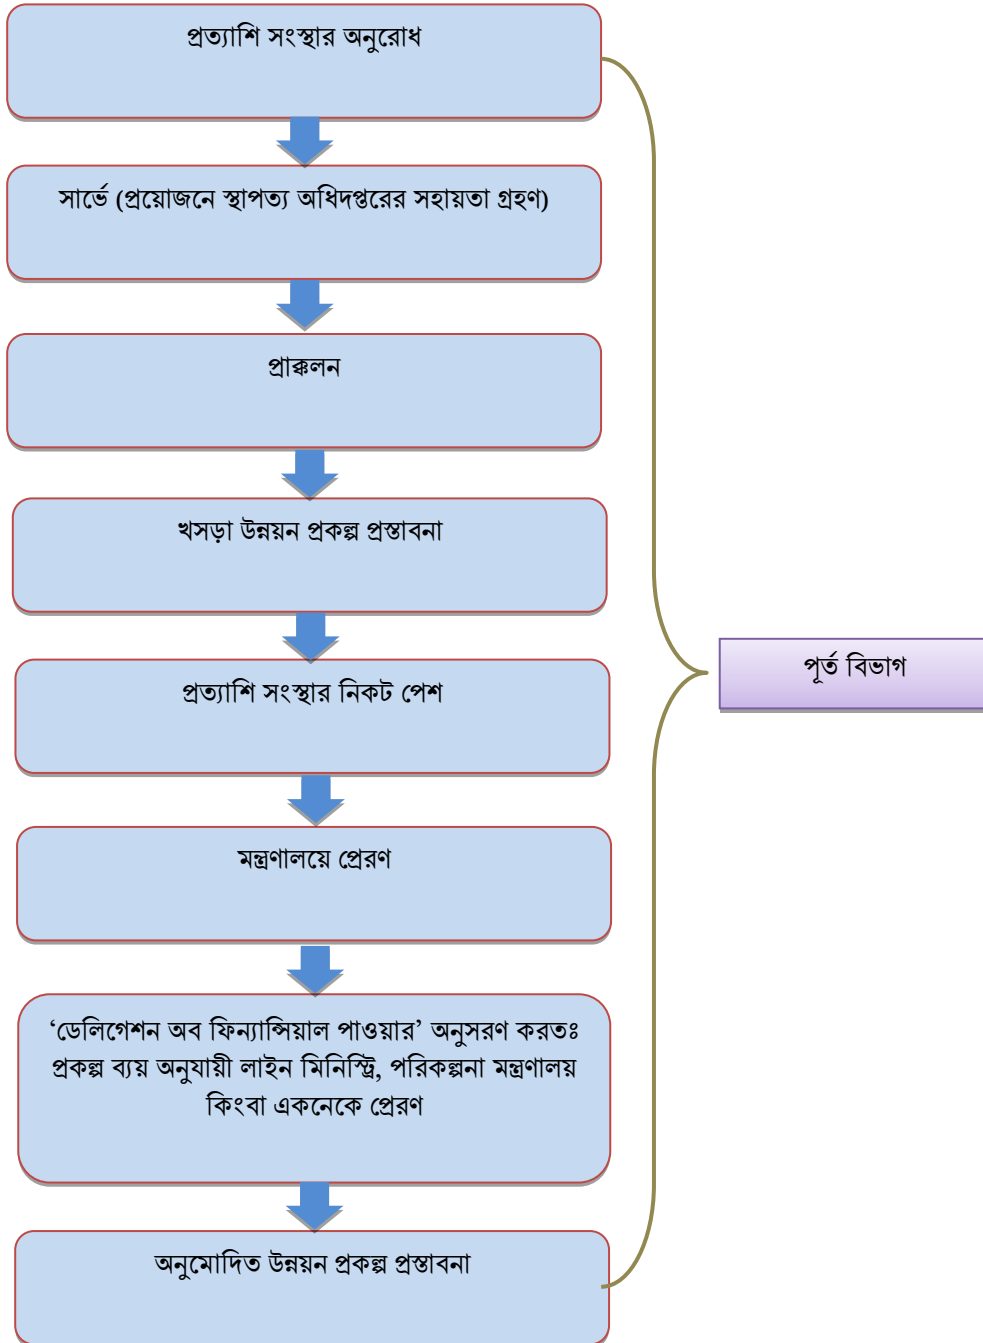 প্রত্যাশি সংস্থার অনুরোধ
সার্ভে (প্রয়োজনে স্থাপত্য অধিদপ্তরের সহায়তা গ্রহণ)
প্রাক্কলন
খসড়া উন্নয়ন প্রকল্প প্রস্তাবনা
প্রত্যাশি সংস্থার নিকট পেশ
মন্ত্রণালয়ে প্রেরণ
‘ডেলিগেশন অব ফিন্যান্সিয়াল পাওয়ার’ অনুসরণ করতঃ
প্রকল্প ব্যয় অনুযায়ী লাইন মিনিস্ট্রি, পরিকল্পনা মন্ত্রণালয়
কিংবা একনেকে প্রেরণ
অনুমোদিত উন্নয়ন প্রকল্প প্রস্তাবনা
পূর্ত বিভাগ